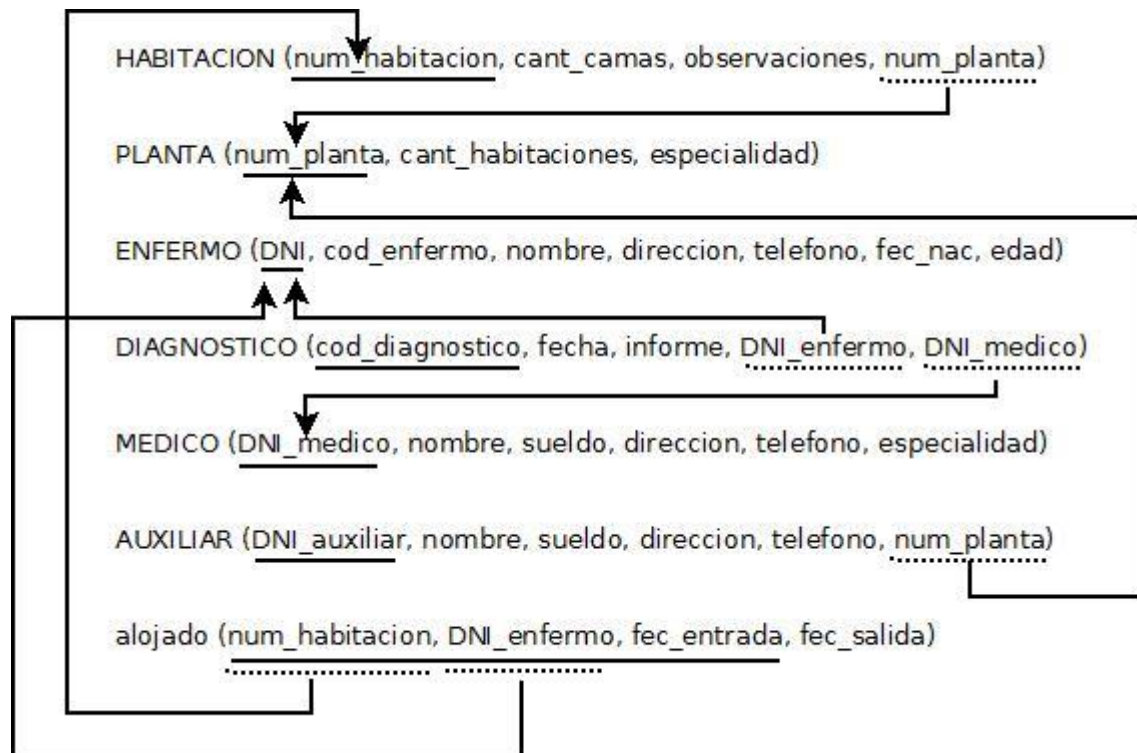 HABITACION (num_habitacion, cant_camas, observaciones, num_planta)
PLANTA (num_planta, cant_habitaciones, especialidad)
ENFERMO (DNI, cod_enfermo, nombre, direccion, telefono, fec_nac, edad)
DIAGNOSTICO (cod_diagnostico, fecha, informe, DNI_enfermo, DNI_medico)
MEDICO (DNI_medico, nombre, sueldo, direccion, telefono, especialidad)
AUXILIAR (DNI_auxiliar, nombre, sueldo, direccion, telefono, num_planta)
alojado (num_habitacion, DNI_enfermo, fec_entrada, fec_salida)